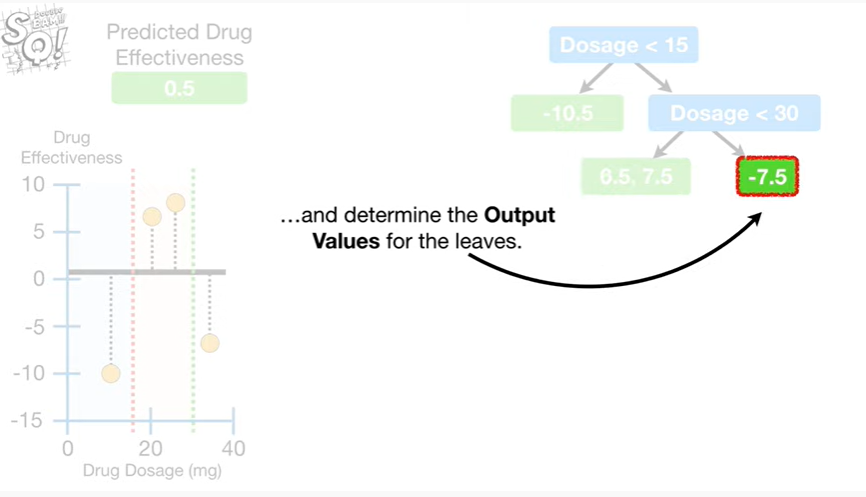 SQ!
Predicted Drug
Effectiveness
0.5
Drug
Effectiveness
10
5
0
-5
-10
-15
0
20
40
Drug Dosage (mg)
Dosage < 15
-10.5
Dosage < 30
6.5, 7.5
-7.5
…and determine the Output
Values for the leaves.